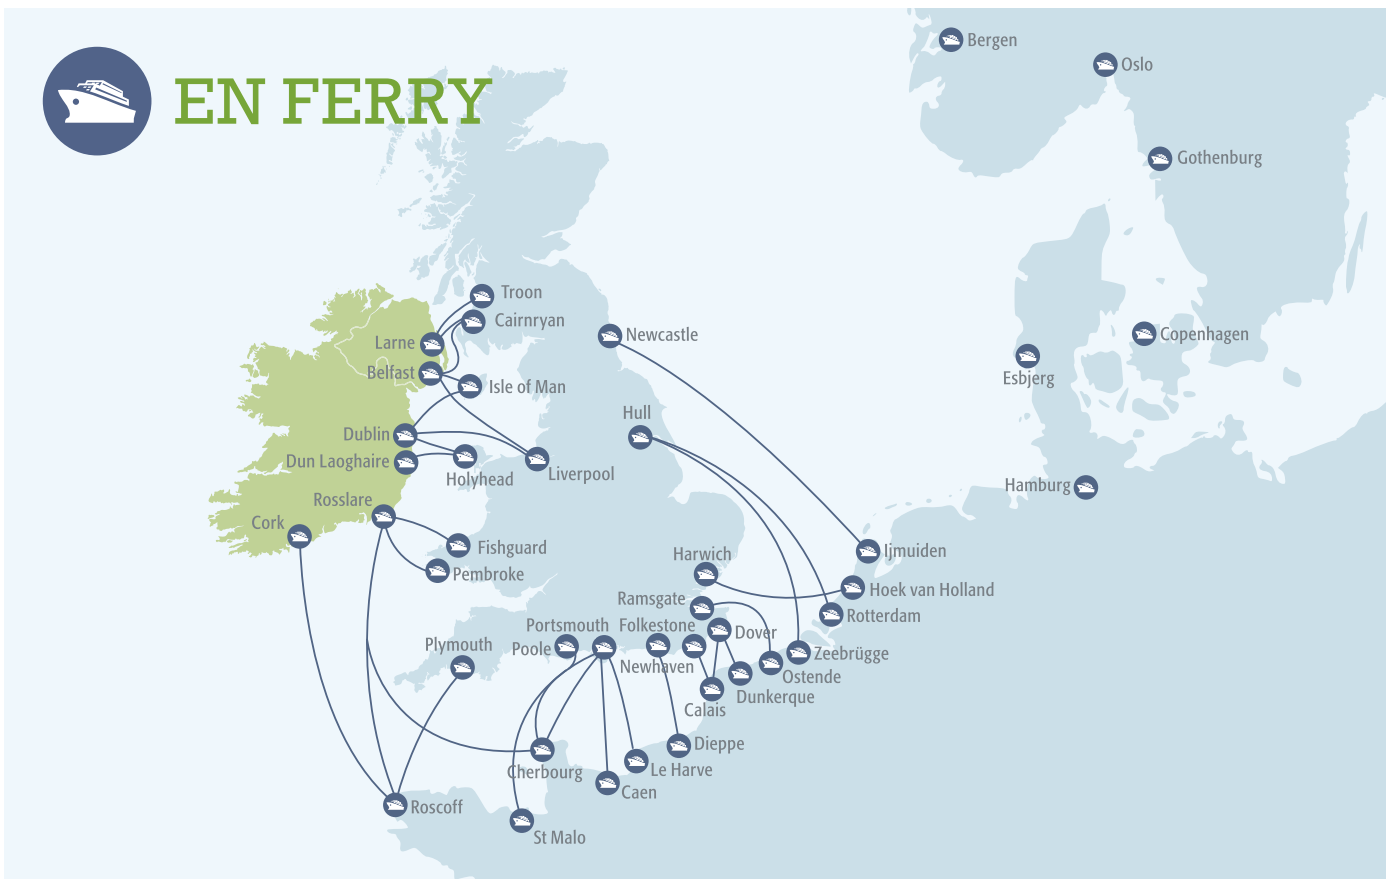 EN FERRY
Bergen
Oslo
Gothenburg
Troon
Cairnryan
Newcastle
Copenhagen
Larne
Belfast
Isle of Man
Esbjerg
Hull
Dublin
Dun Laoghaire
Holyhead
Liverpool
Hamburg
Rosslare
Cork
Fishguard
Pembroke
Harwich
Ijmuiden
Hoek van Holland
Ramsgate
Rotterdam
Portsmouth
Folkestone
Dover
Plymouth
Poole
Newhaven
Zeebrügge
Ostende
Dunkerque
Calais
Dieppe
Cherbourg
Le Harve
Caen
Roscoff
St Malo